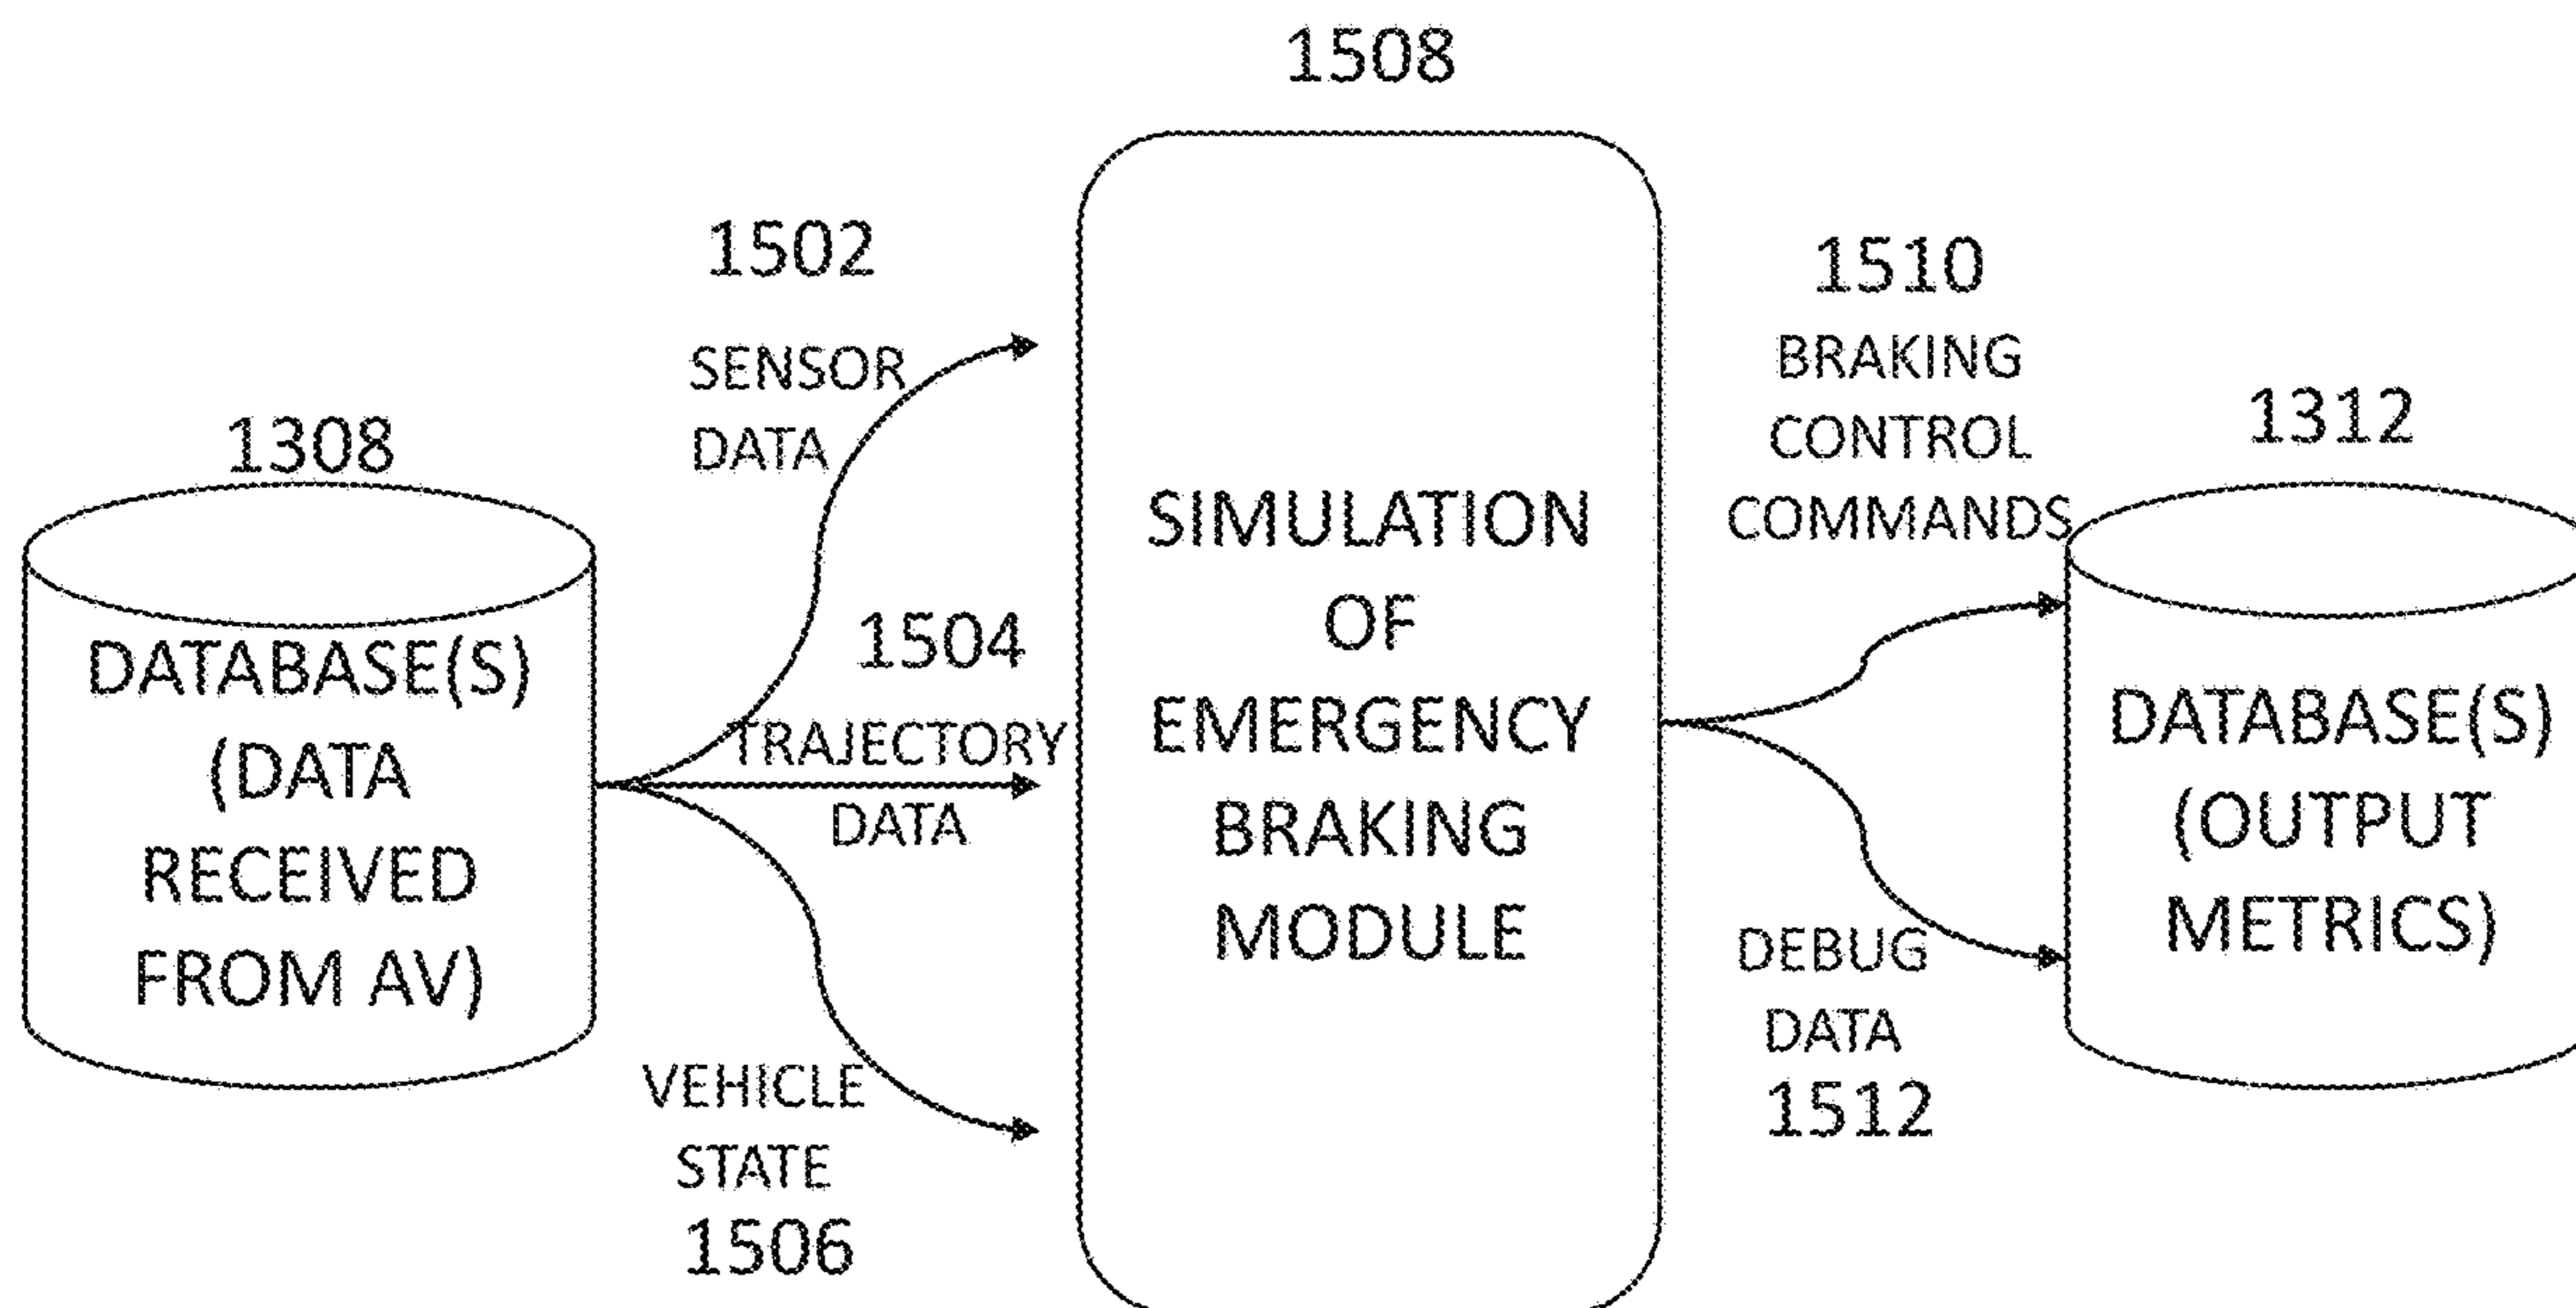 1508
1502
SENSOR
DATA
1308
DATABASE(S)
(DATA
RECEIVED
FROM AV)
1504
TRAJECTORY
DATA
VEHICLE
STATE
1506
SIMULATION
OF
EMERGENCY
BRAKING
MODULE
1510
BRAKING
CONTROL
COMMANDS
DEBUG
DATA
1512
1312
DATABASE(S)
(OUTPUT
METRICS)